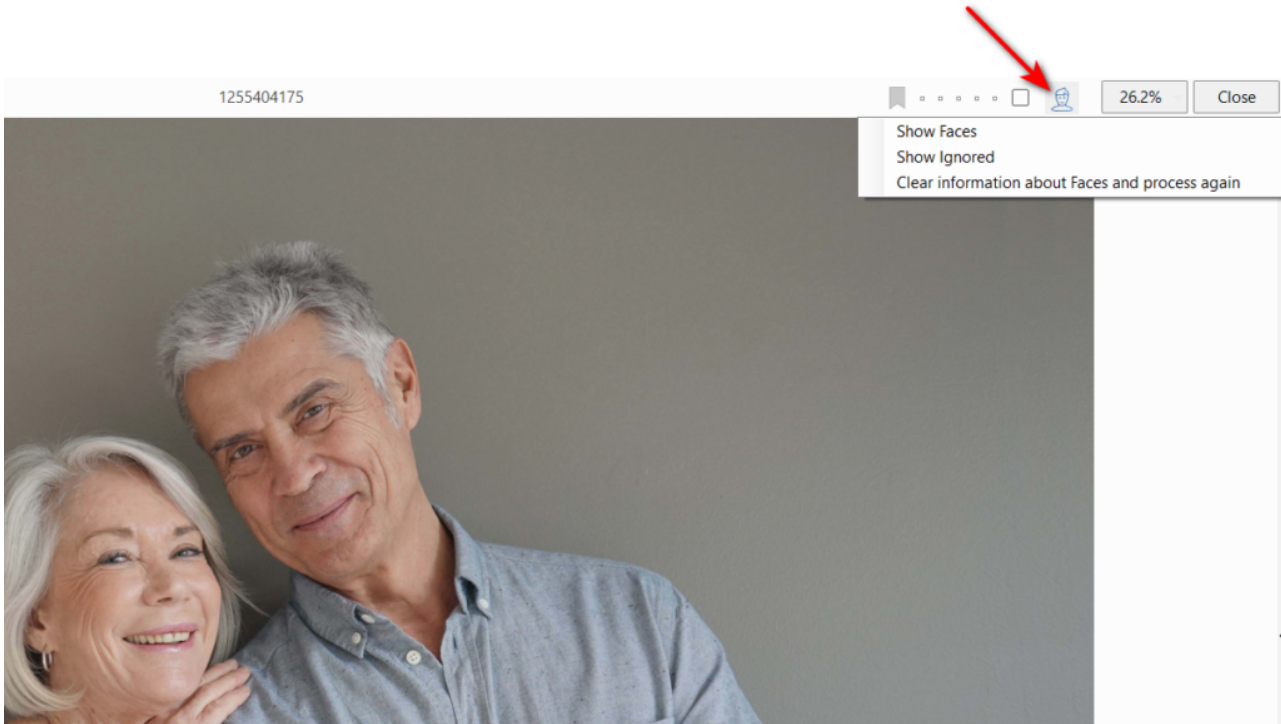 1255404175
26.2%
Close
Show Faces
Show Ignored
Clear information about Faces and process again